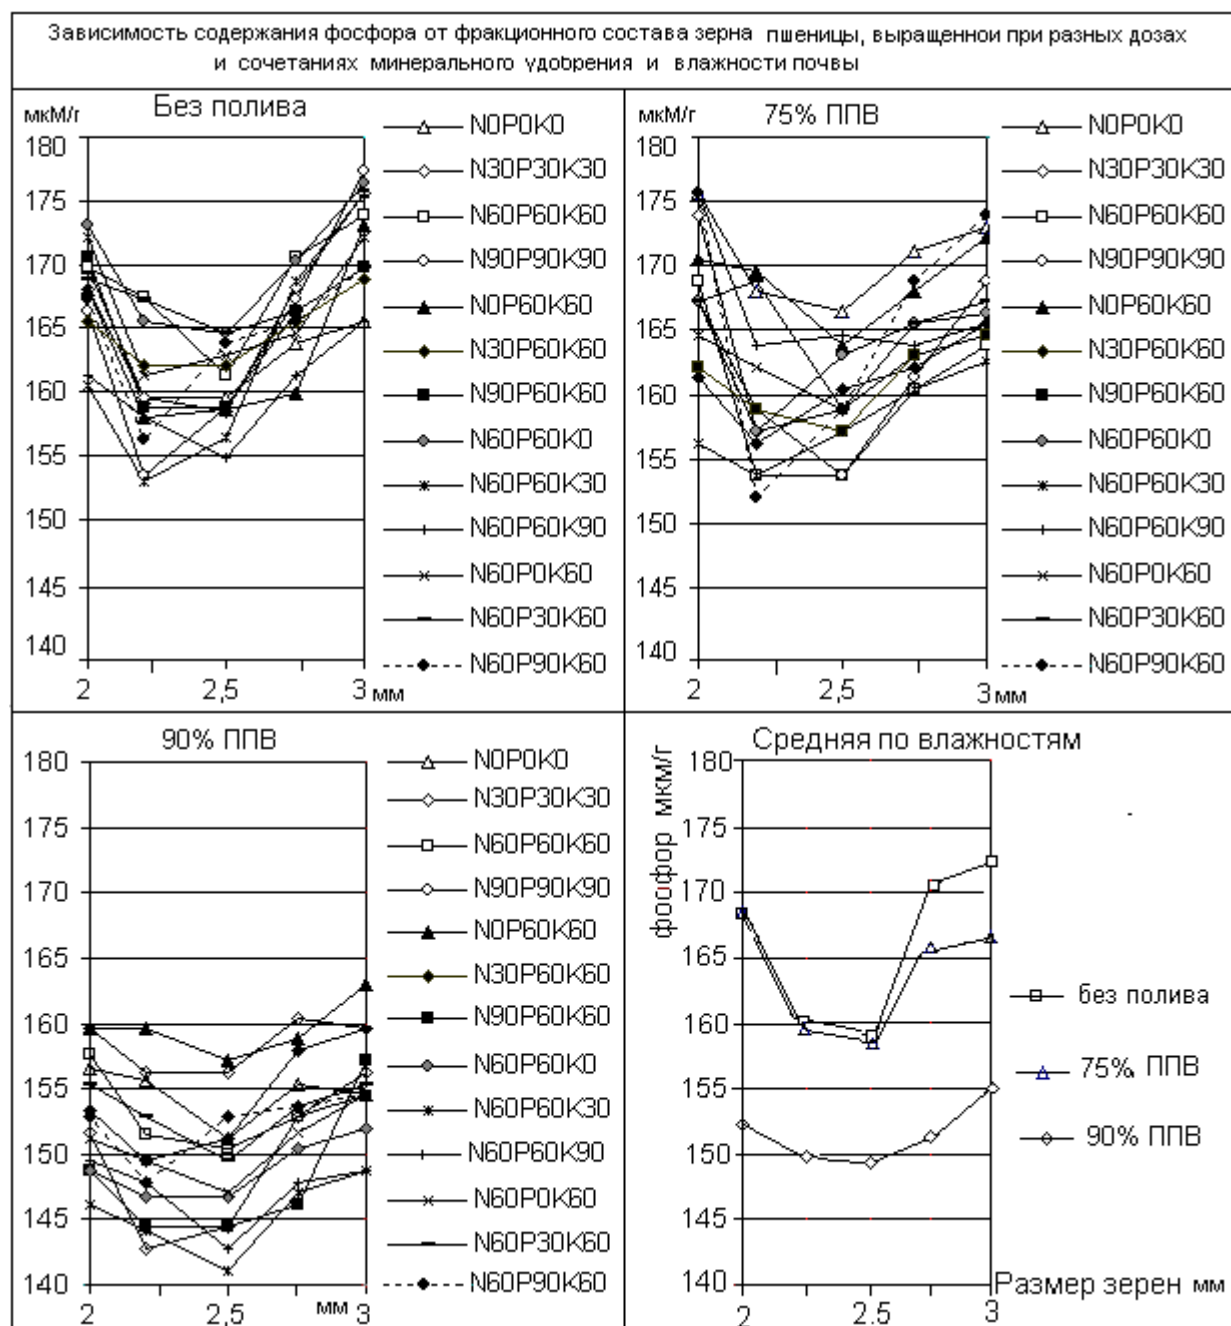 Зависимость содержания фосфора от фракционного состава зерна пшеницы, выращеннои при разных дозах
и сочетаниях минерального удобрения и влажности почвы
Без полива
мкМ/г
180
175
170
165
160
155
150
145
140
2
2,5
3 мм
N0P0K0
N30P30K30
N60P60K60
N90P90K90
N0P60K60
N30P60K60
N90P60K60
N60P60K0
N60P60K30
N60P60K90
N60P0K60
N60P30K60
N60P90K60
75% ППВ
мкМ/г
180
175
170
165
160
155
150
145
140
2
2,5
3 мм
N0P0K0
N30P30K30
N60P60K60
N90P90K90
N0P60K60
N30P60K60
N90P60K60
N60P60K0
N60P60K30
N60P60K90
N60P0K60
N60P30K60
N60P90K60
90% ППВ
180
175
170
165
160
155
150
145
140
2
2,5
мм 3
N0P0K0
N30P30K30
N60P60K60
N90P90K90
N0P60K60
N30P60K60
N90P60K60
N60P60K0
N60P60K30
N60P60K90
N60P0K60
N60P30K60
N60P90K60
Средняя по влажностям
фосфор мкм/г
180
175
170
165
160
155
150
145
140
2
2.5
3
Размер зерен мм
без полива
75% ППВ
90% ППВ